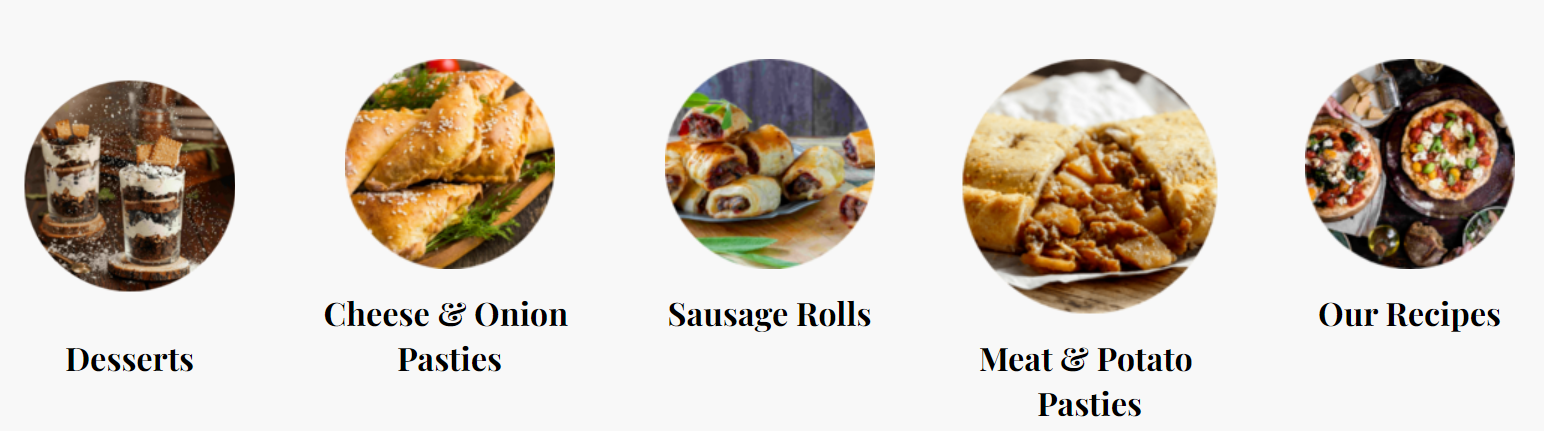 Desserts
Cheese & Onion
Pasties
Sausage Rolls
Meat & Potato
Pasties
Our Recipes